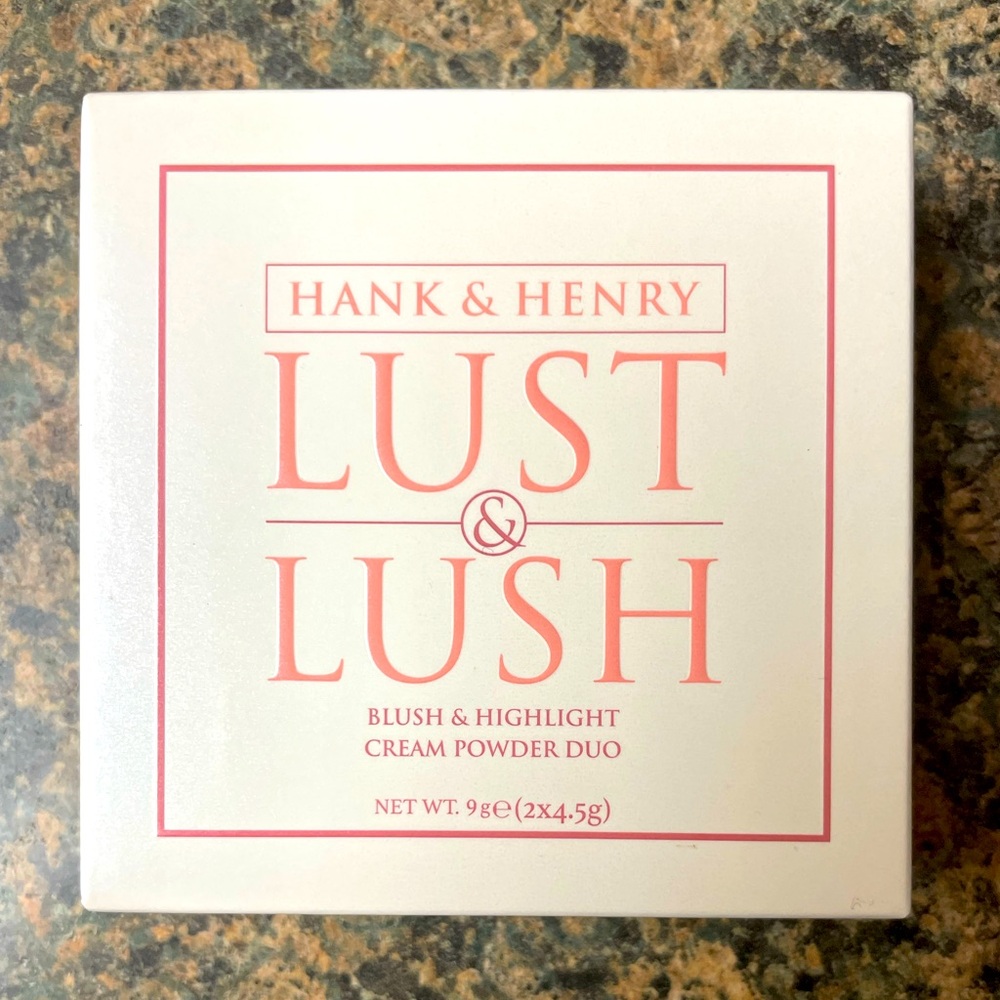 HANK & HENRY
LUST
&
LUSH
BLUSH & HIGHLIGHT
CREAM POWDER DUO
NET WT. 9g℮(2x4.5g)